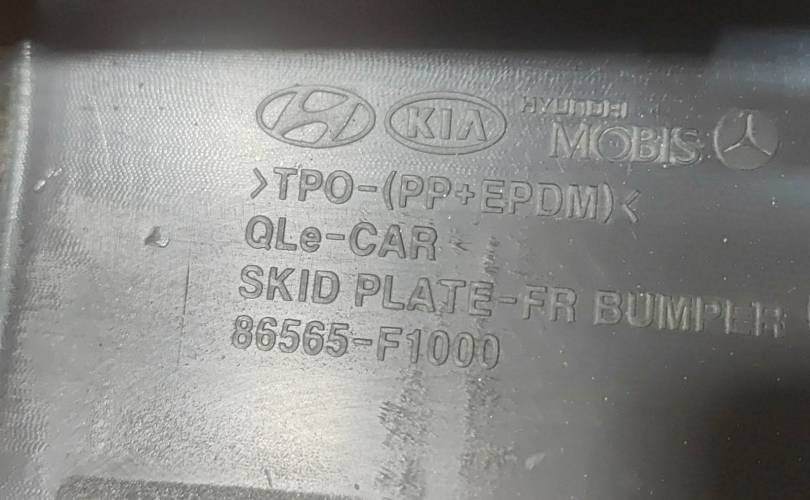 KIA HYUNDAI MOBIS
>TPO-(PP+EPDM)<
QLe-CAR
SKID PLATE-FR BUMPER
86565-F1000